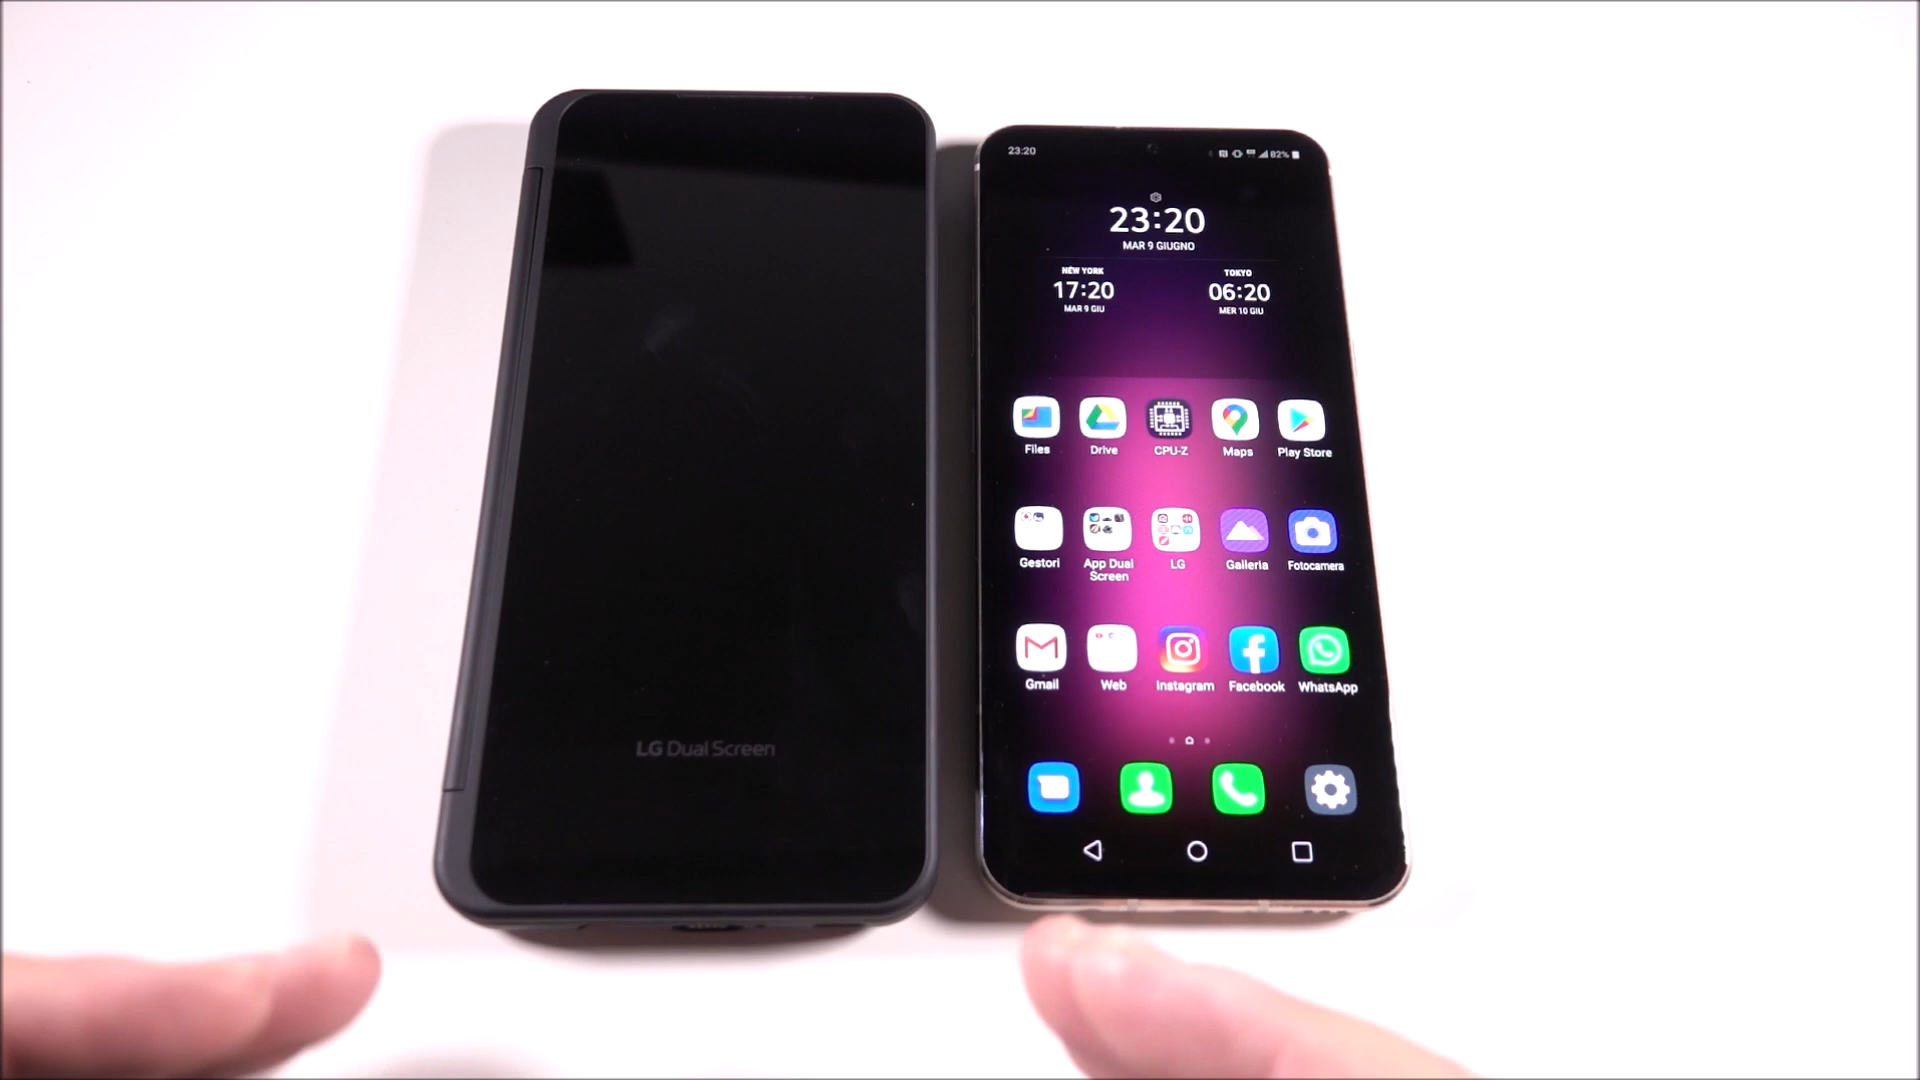 LG Dual Screen
23:20
82%
23:20
MAR 9 GIUGNO
NEW YORK
17:20
MAR 9 GIU
TOKYO
06:20
MER 10 GIU
Files
Drive
CPU-Z
Maps
Play Store
Gestori
App Dual
Screen
LG
Galleria
Fotocamera
Gmail
Web
Instagram
Facebook
WhatsApp